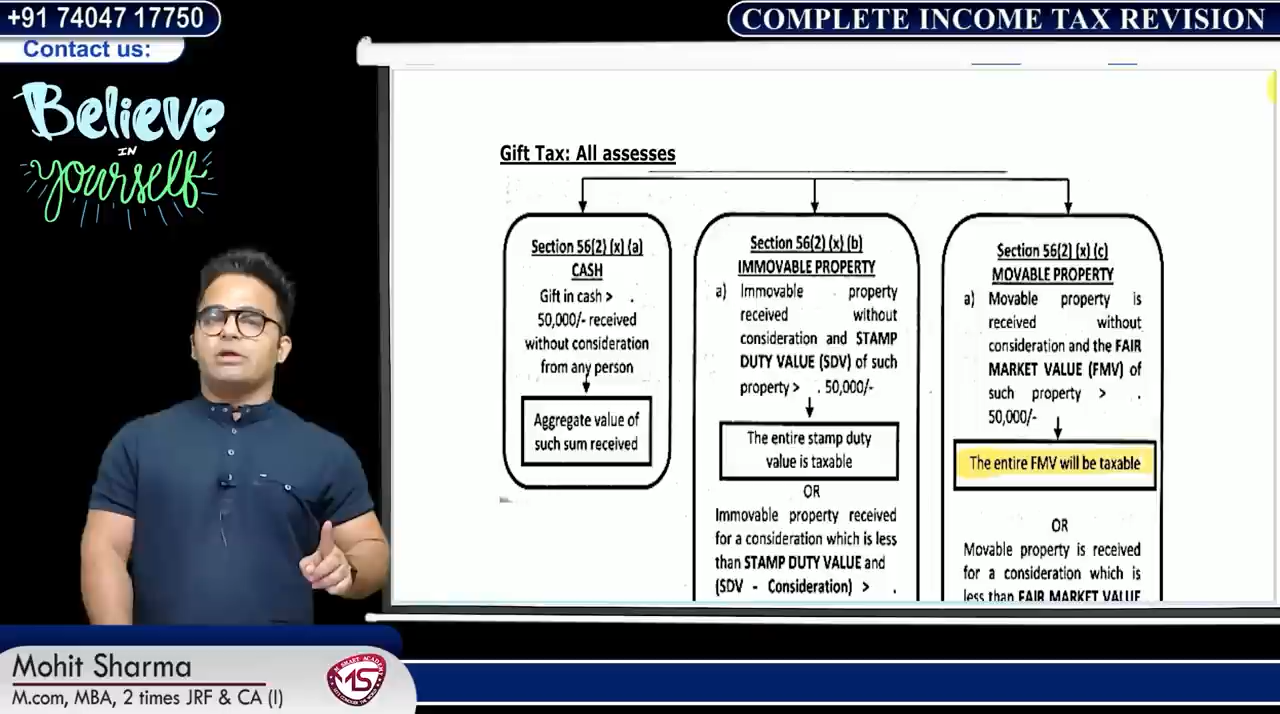 +91 74047 17750
Contact us:
COMPLETE INCOME TAX REVISION
Believe
IN
yourself
Gift Tax: All assesses
Section 56(2) (x) (a)
CASH
Gift in cash > .
50,000/- received
without consideration
from any person
Aggregate value of
such sum received
Section 56(2) (x) (b)
IMMOVABLE PROPERTY
a) Immovable property
received without
consideration and STAMP
DUTY VALUE (SDV) of such
property > . 50,000/-
The entire stamp duty
value is taxable
OR
Immovable property received
for a consideration which is less
than STAMP DUTY VALUE and
(SDV - Consideration) > .
Section 56(2) (x) (c)
MOVABLE PROPERTY
a) Movable property is
received without
consideration and the FAIR
MARKET VALUE (FMV) of
such property > .
50,000/-
The entire FMV will be taxable
OR
Movable property is received
for a consideration which is
less than FAIR MARKET VALUE
Mohit Sharma
M.com, MBA, 2 times JRF & CA (I)
MS